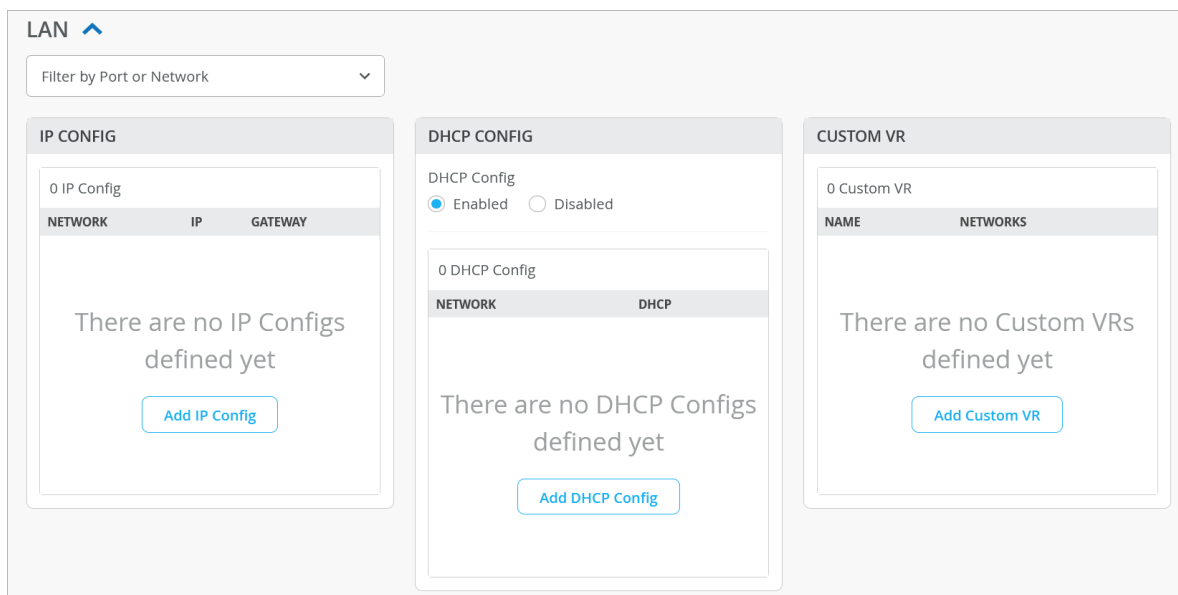 LAN
Filter by Port or Network
IP CONFIG
0 IP Config
NETWORK IP GATEWAY
There are no IP Configs
defined yet
Add IP Config
DHCP CONFIG
DHCP Config
Enabled Disabled
0 DHCP Config
NETWORK DHCP
There are no DHCP Configs
defined yet
Add DHCP Config
CUSTOM VR
0 Custom VR
NAME NETWORKS
There are no Custom VRs
defined yet
Add Custom VR